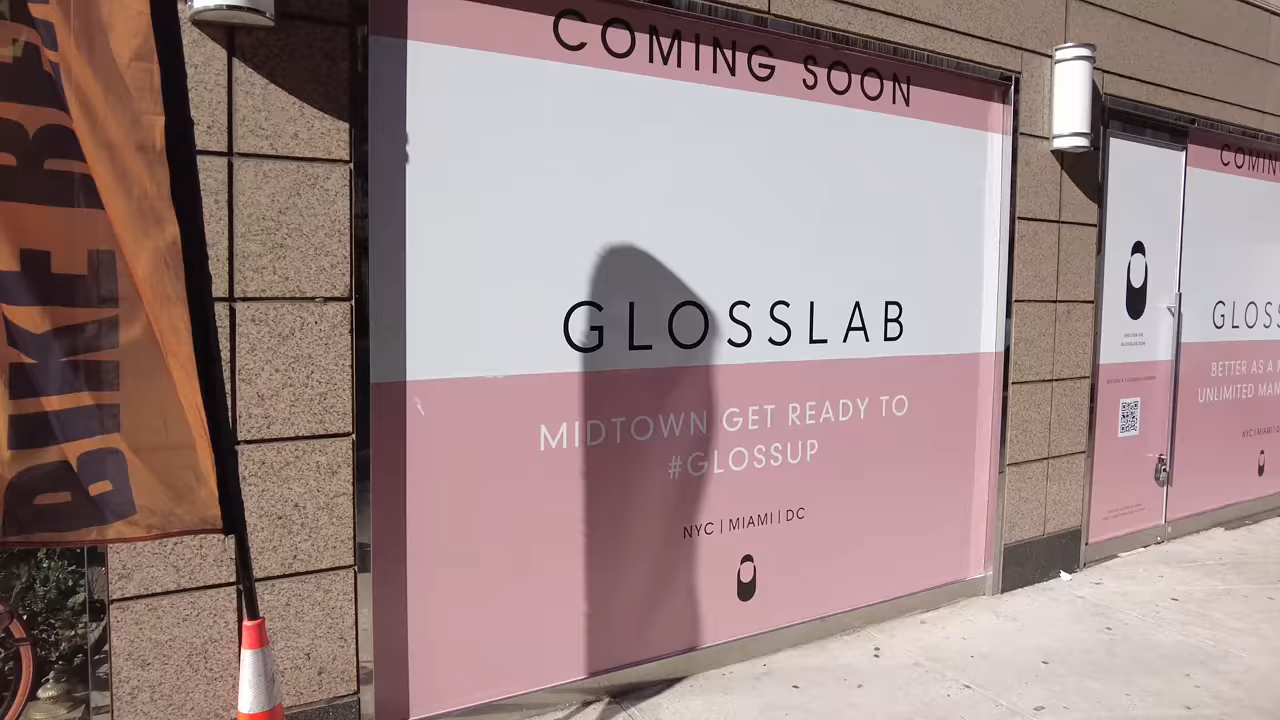 BIKE
COMING SOON
GLOSSLAB
MIDTOWN GET READY TO
#GLOSSUP
NYC | MIAMI | DC
COMIN
GLOSS
BETTER AS A
UNLIMITED MAN
NYC | MIAMI | D